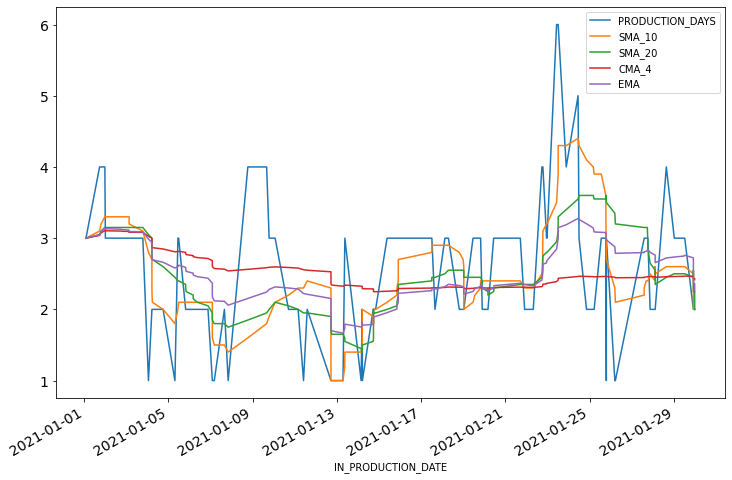 6
5
4
3
2
1
PRODUCTION_DAYS
SMA_10
SMA_20
CMA_4
EMA
2021-01-01
2021-01-05
2021-01-09
2021-01-13
2021-01-17
2021-01-21
2021-01-25
2021-01-29
IN_PRODUCTION_DATE